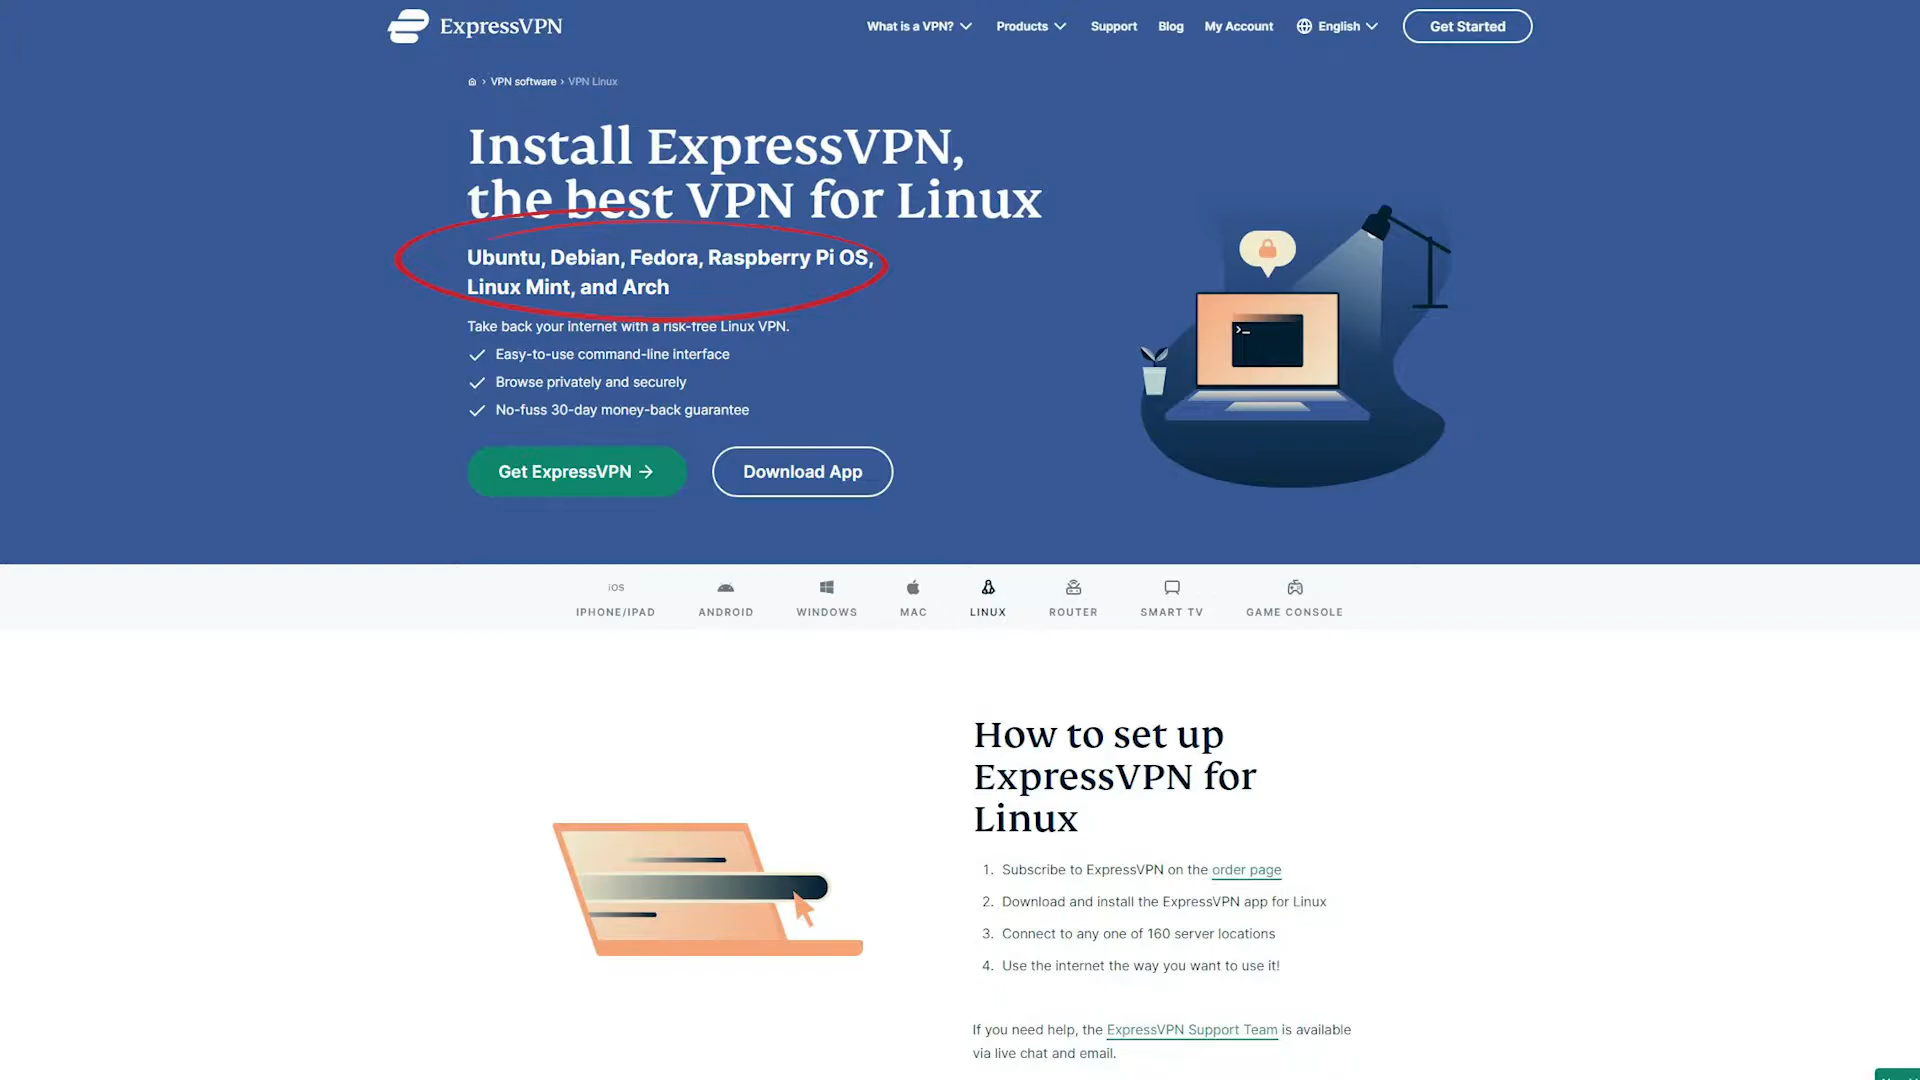 ExpressVPN
What is a VPN? Products Support Blog My Account English Get Started
› VPN software › VPN Linux
Install ExpressVPN,
the best VPN for Linux
Ubuntu, Debian, Fedora, Raspberry Pi OS,
Linux Mint, and Arch
Take back your internet with a risk-free Linux VPN.
Easy-to-use command-line interface
Browse privately and securely
No-fuss 30-day money-back guarantee
Get ExpressVPN →
Download App
>_
iOS
IPHONE/IPAD ANDROID WINDOWS MAC LINUX ROUTER SMART TV GAME CONSOLE
How to set up
ExpressVPN for
Linux
1. Subscribe to ExpressVPN on the order page
2. Download and install the ExpressVPN app for Linux
3. Connect to any one of 160 server locations
4. Use the internet the way you want to use it!
If you need help, the ExpressVPN Support Team is available
via live chat and email.